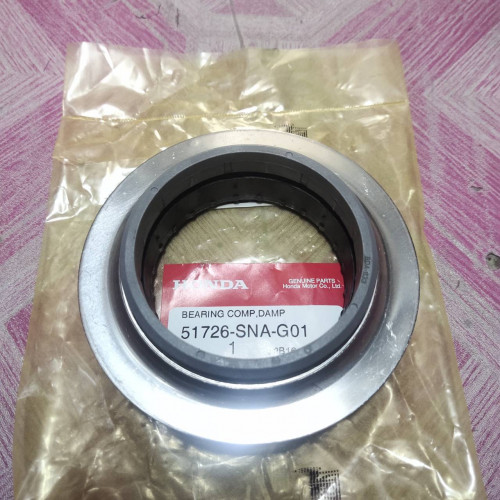 HONDA
GENUINE PARTS
Honda Motor Co., Ltd
BEARING COMP,DAMP
51726-SNA-G01
1